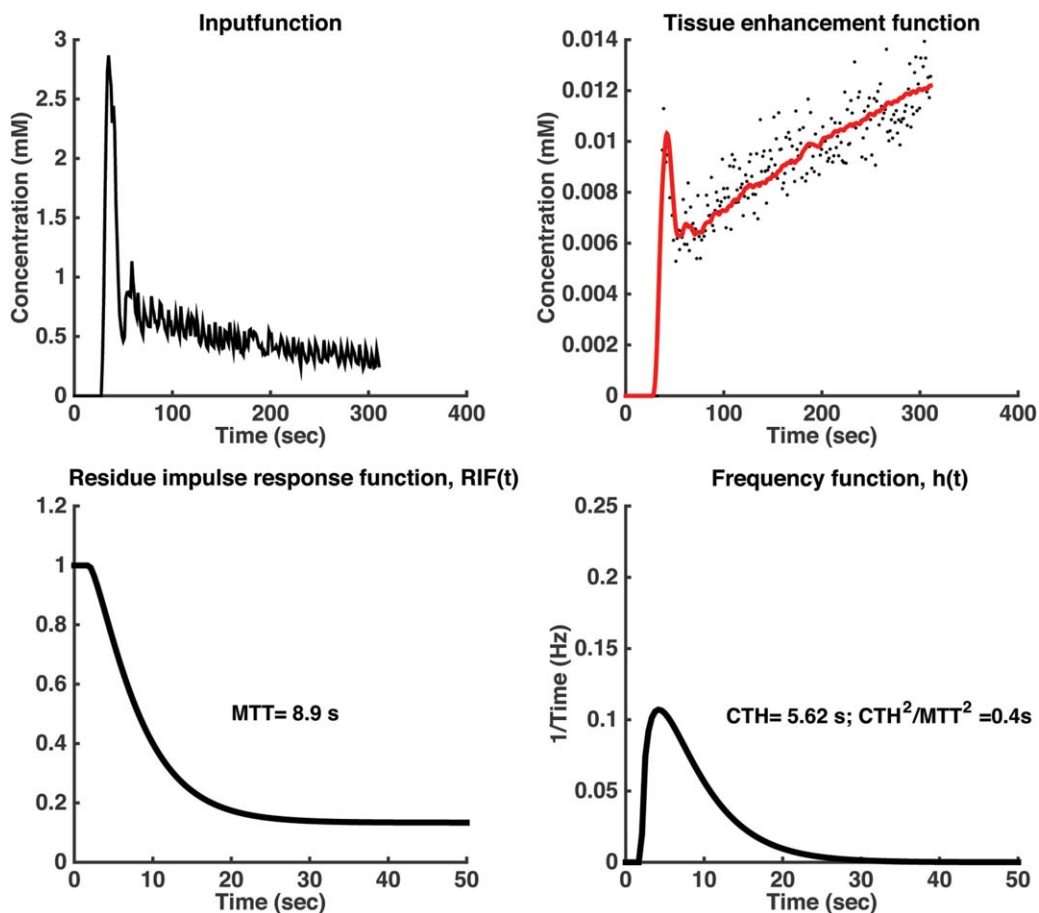 Inputfunction
3
2.5
2
1.5
1
0.5
0
Concentration (mM)
0 100 200 300 400
Time (sec)
Tissue enhancement function
0.014
0.012
0.01
0.008
0.006
0.004
0.002
0
Concentration (mM)
0 100 200 300 400
Time (sec)
Residue impulse response function, RIF(t)
1.2
1
0.8
0.6
0.4
0.2
0
MTT= 8.9 s
0 10 20 30 40 50
Time (sec)
Frequency function, h(t)
0.25
0.2
0.15
0.1
0.05
0
1/Time (Hz)
CTH= 5.62 s; CTH²/MTT² =0.4s
0 10 20 30 40 50
Time (sec)